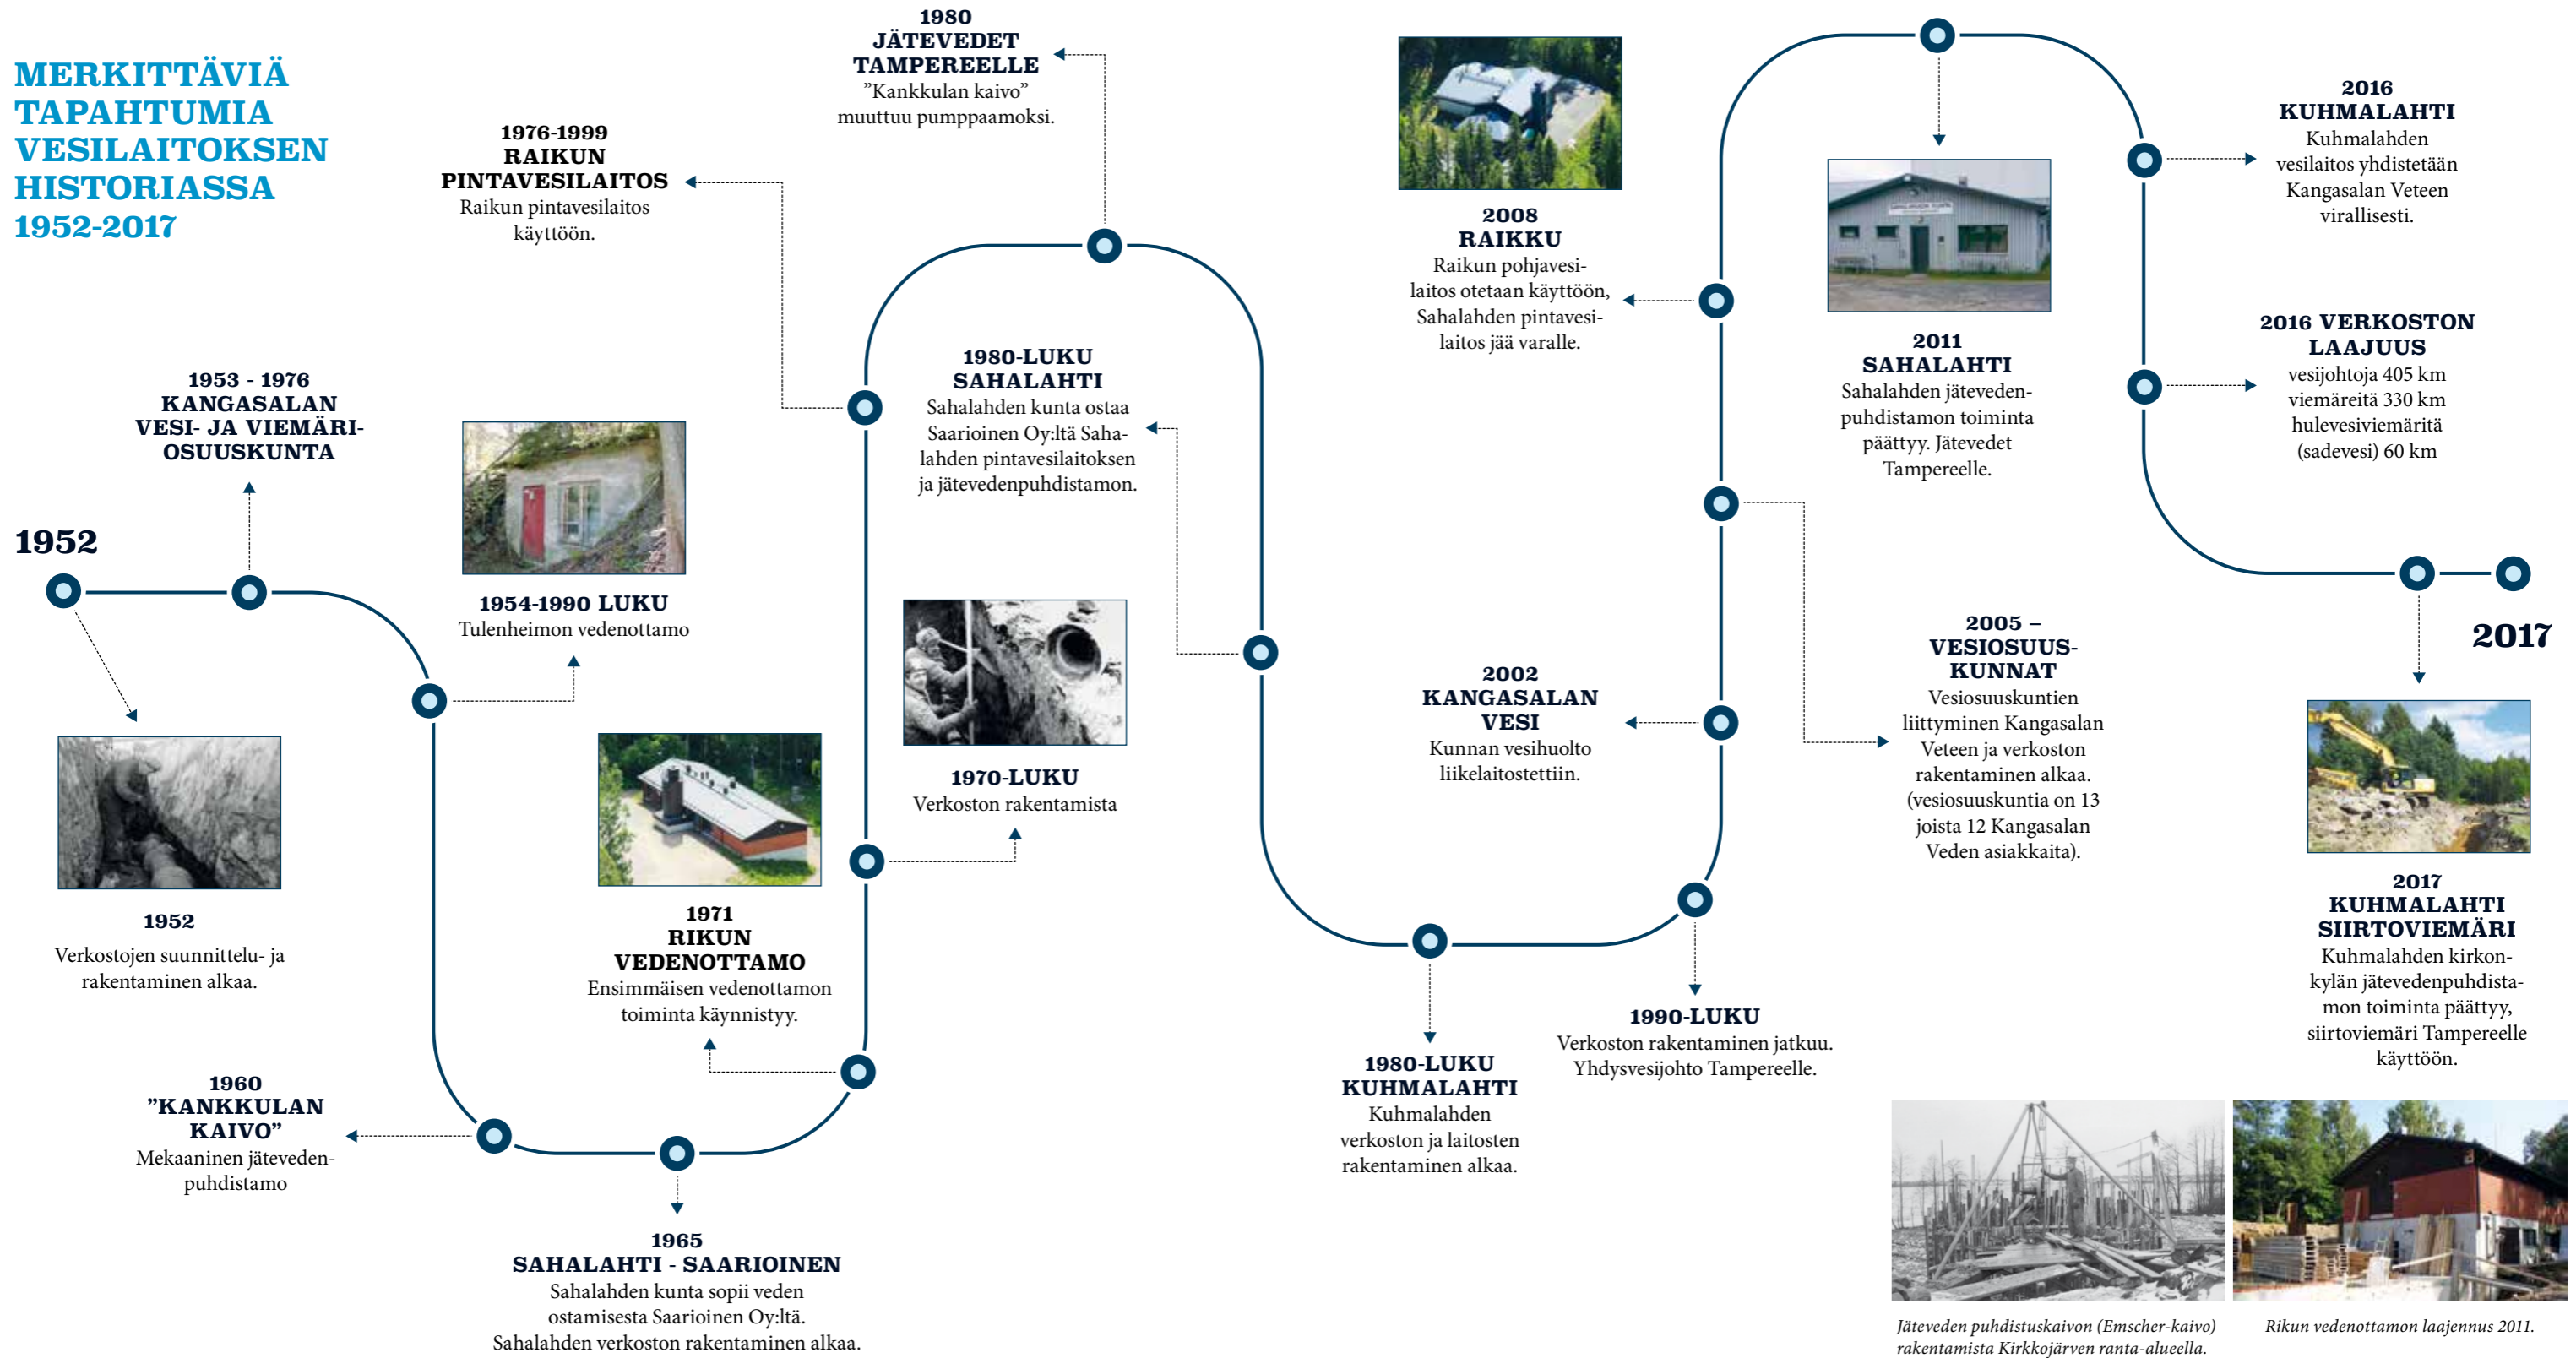 MERKITTÄVIÄ
TAPAHTUMIA
VESILAITOKSEN
HISTORIASSA
1952-2017
1952
1952
Verkostojen suunnittelu- ja
rakentaminen alkaa.
1953 - 1976
KANGASALAN
VESI- JA VIEMÄRI-
OSUUSKUNTA
1954-1990 LUKU
Tulenheimon vedenottamo
1960
”KANKKULAN
KAIVO”
Mekaaninen jäteveden-
puhdistamo
1965
SAHALAHTI - SAARIOINEN
Sahalahden kunta sopii veden
ostamisesta Saarioinen Oy:ltä.
Sahalahden verkoston rakentaminen alkaa.
1971
RIKUN
VEDENOTTAMO
Ensimmäisen vedenottamon
toiminta käynnistyy.
1970-LUKU
Verkoston rakentamista
1976-1999
RAIKUN
PINTAVESILAITOS
Raikun pintavesilaitos
käyttöön.
1980
JÄTEVEDET
TAMPEREELLE
”Kankkulan kaivo”
muuttuu pumppaamoksi.
1980-LUKU
SAHALAHTI
Sahalahden kunta ostaa
Saarioinen Oy:ltä Saha-
lahden pintavesilaitoksen
ja jätevedenpuhdistamon.
1980-LUKU
KUHMALAHTI
Kuhmalahden
verkoston ja laitosten
rakentaminen alkaa.
1990-LUKU
Verkoston rakentaminen jatkuu.
Yhdysvesijohto Tampereelle.
2002
KANGASALAN
VESI
Kunnan vesihuolto
liikelaitostettiin.
2005 –
VESIOSUUS-
KUNNAT
Vesiosuuskuntien
liittyminen Kangasalan
Veteen ja verkoston
rakentaminen alkaa.
(vesiosuuskuntia on 13
joista 12 Kangasalan
Veden asiakkaita).
2008
RAIKKU
Raikun pohjavesi-
laitos otetaan käyttöön,
Sahalahden pintavesi-
laitos jää varalle.
2011
SAHALAHTI
Sahalahden jäteveden-
puhdistamon toiminta
päättyy. Jätevedet
Tampereelle.
2016
KUHMALAHTI
Kuhmalahden
vesilaitos yhdistetään
Kangasalan Veteen
virallisesti.
2016 VERKOSTON
LAAJUUS
vesijohtoja 405 km
viemäreitä 330 km
hulevesiviemäritä
(sadevesi) 60 km
2017
2017
KUHMALAHTI
SIIRTOVIEMÄRI
Kuhmalahden kirkon-
kylän jätevedenpuhdista-
mon toiminta päättyy,
siirtoviemäri Tampereelle
käyttöön.
Jäteveden puhdistuskaivon (Emscher-kaivo)
rakentamista Kirkkojärven ranta-alueella.
Rikun vedenottamon laajennus 2011.